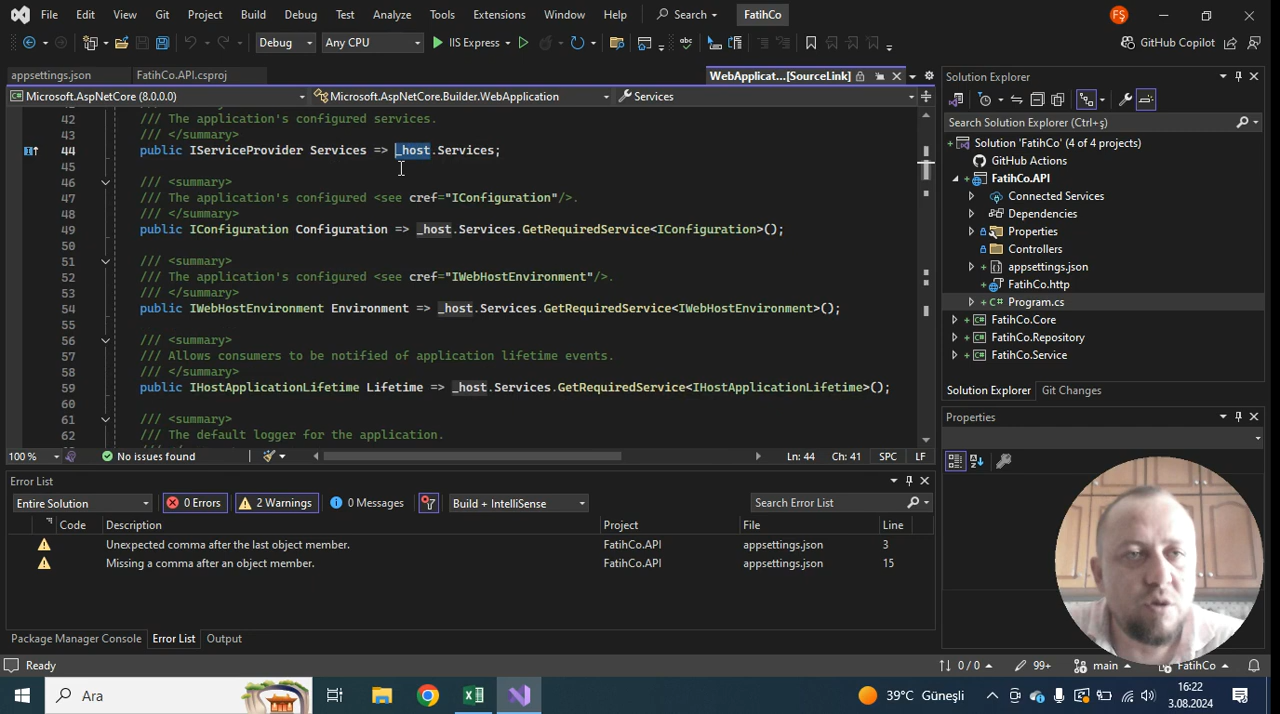 File Edit View Git Project Build Debug Test Analyze Tools Extensions Window Help Search FatihCo FŞ
Debug Any CPU IIS Express GitHub Copilot
appsettings.json FatihCo.API.csproj WebApplicat...[SourceLink]
Microsoft.AspNetCore (8.0.0.0) Microsoft.AspNetCore.Builder.WebApplication Services
42 /// The application's configured services.
43 /// </summary>
44 public IServiceProvider Services => _host.Services;
45
46 /// <summary>
47 /// The application's configured <see cref="IConfiguration"/>.
48 /// </summary>
49 public IConfiguration Configuration => _host.Services.GetRequiredService<IConfiguration>();
50
51 /// <summary>
52 /// The application's configured <see cref="IWebHostEnvironment"/>.
53 /// </summary>
54 public IWebHostEnvironment Environment => _host.Services.GetRequiredService<IWebHostEnvironment>();
55
56 /// <summary>
57 /// Allows consumers to be notified of application lifetime events.
58 /// </summary>
59 public IHostApplicationLifetime Lifetime => _host.Services.GetRequiredService<IHostApplicationLifetime>();
60
61 /// <summary>
62 /// The default logger for the application.
100 % No issues found Ln: 44 Ch: 41 SPC LF
Solution Explorer
Search Solution Explorer (Ctrl+ş)
Solution 'FatihCo' (4 of 4 projects)
GitHub Actions
FatihCo.API
Connected Services
Dependencies
Properties
Controllers
appsettings.json
FatihCo.http
Program.cs
FatihCo.Core
FatihCo.Repository
FatihCo.Service
Solution Explorer Git Changes
Properties
Error List
Entire Solution 0 Errors 2 Warnings 0 Messages Build + IntelliSense Search Error List
Code Description Project File Line
Unexpected comma after the last object member. FatihCo.API appsettings.json 3
Missing a comma after an object member. FatihCo.API appsettings.json 15
Package Manager Console Error List Output
Ready 0 / 0 99+ main FatihCo
Ara 39°C Güneşli 16:22
3.08.2024